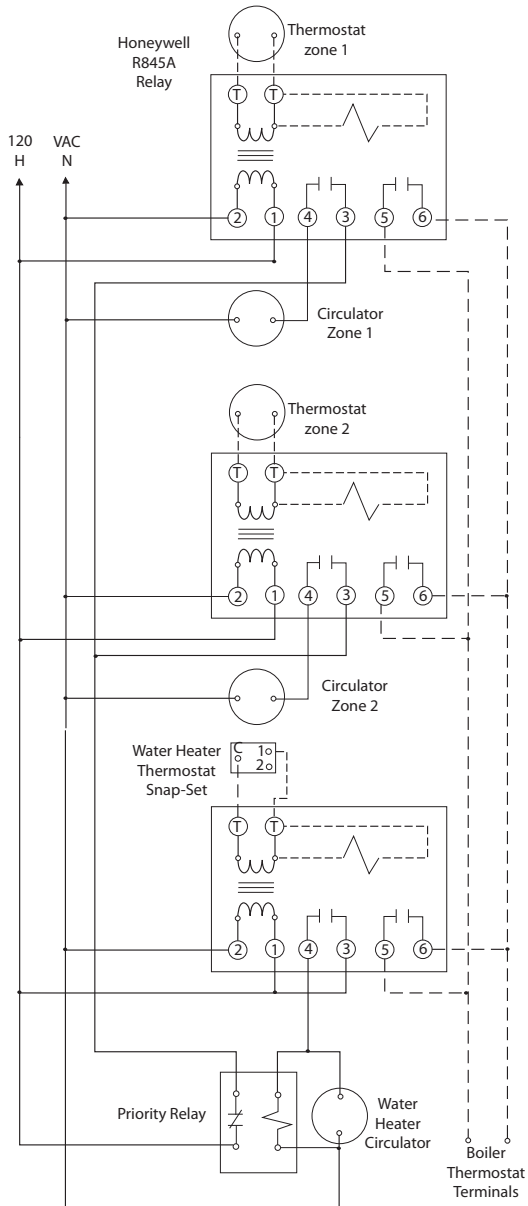 Honeywell
R845A
Relay
Thermostat
zone 1
120
H
VAC
N
T
T
2
1
4
3
5
6
Circulator
Zone 1
Thermostat
zone 2
T
T
2
1
4
3
5
6
Circulator
Zone 2
Water Heater
Thermostat
Snap-Set
C
1
2
T
T
2
1
4
3
5
6
Priority Relay
Water
Heater
Circulator
Boiler
Thermostat
Terminals